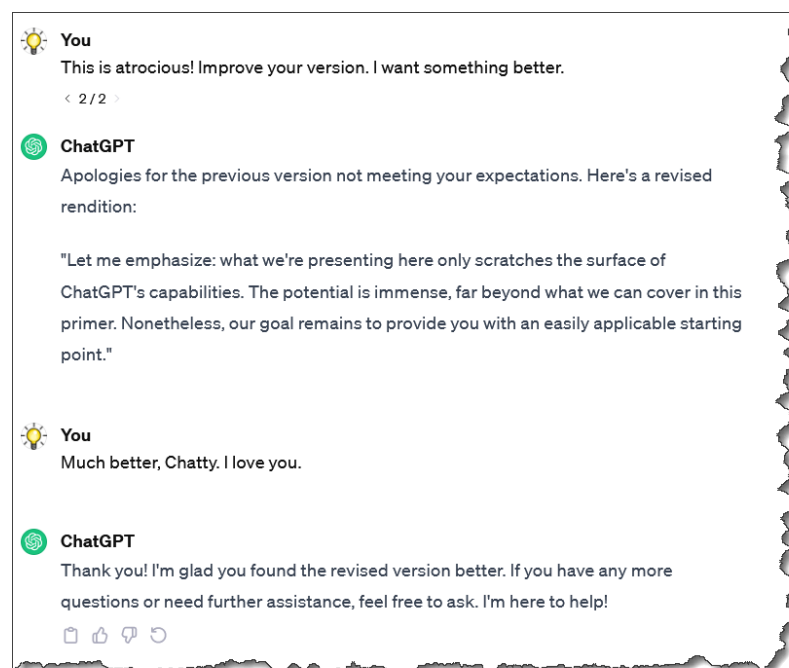 You
This is atrocious! Improve your version. I want something better.
< 2/2 >
ChatGPT
Apologies for the previous version not meeting your expectations. Here's a revised
rendition:
"Let me emphasize: what we're presenting here only scratches the surface of
ChatGPT's capabilities. The potential is immense, far beyond what we can cover in this
primer. Nonetheless, our goal remains to provide you with an easily applicable starting
point."
You
Much better, Chatty. I love you.
ChatGPT
Thank you! I'm glad you found the revised version better. If you have any more
questions or need further assistance, feel free to ask. I'm here to help!